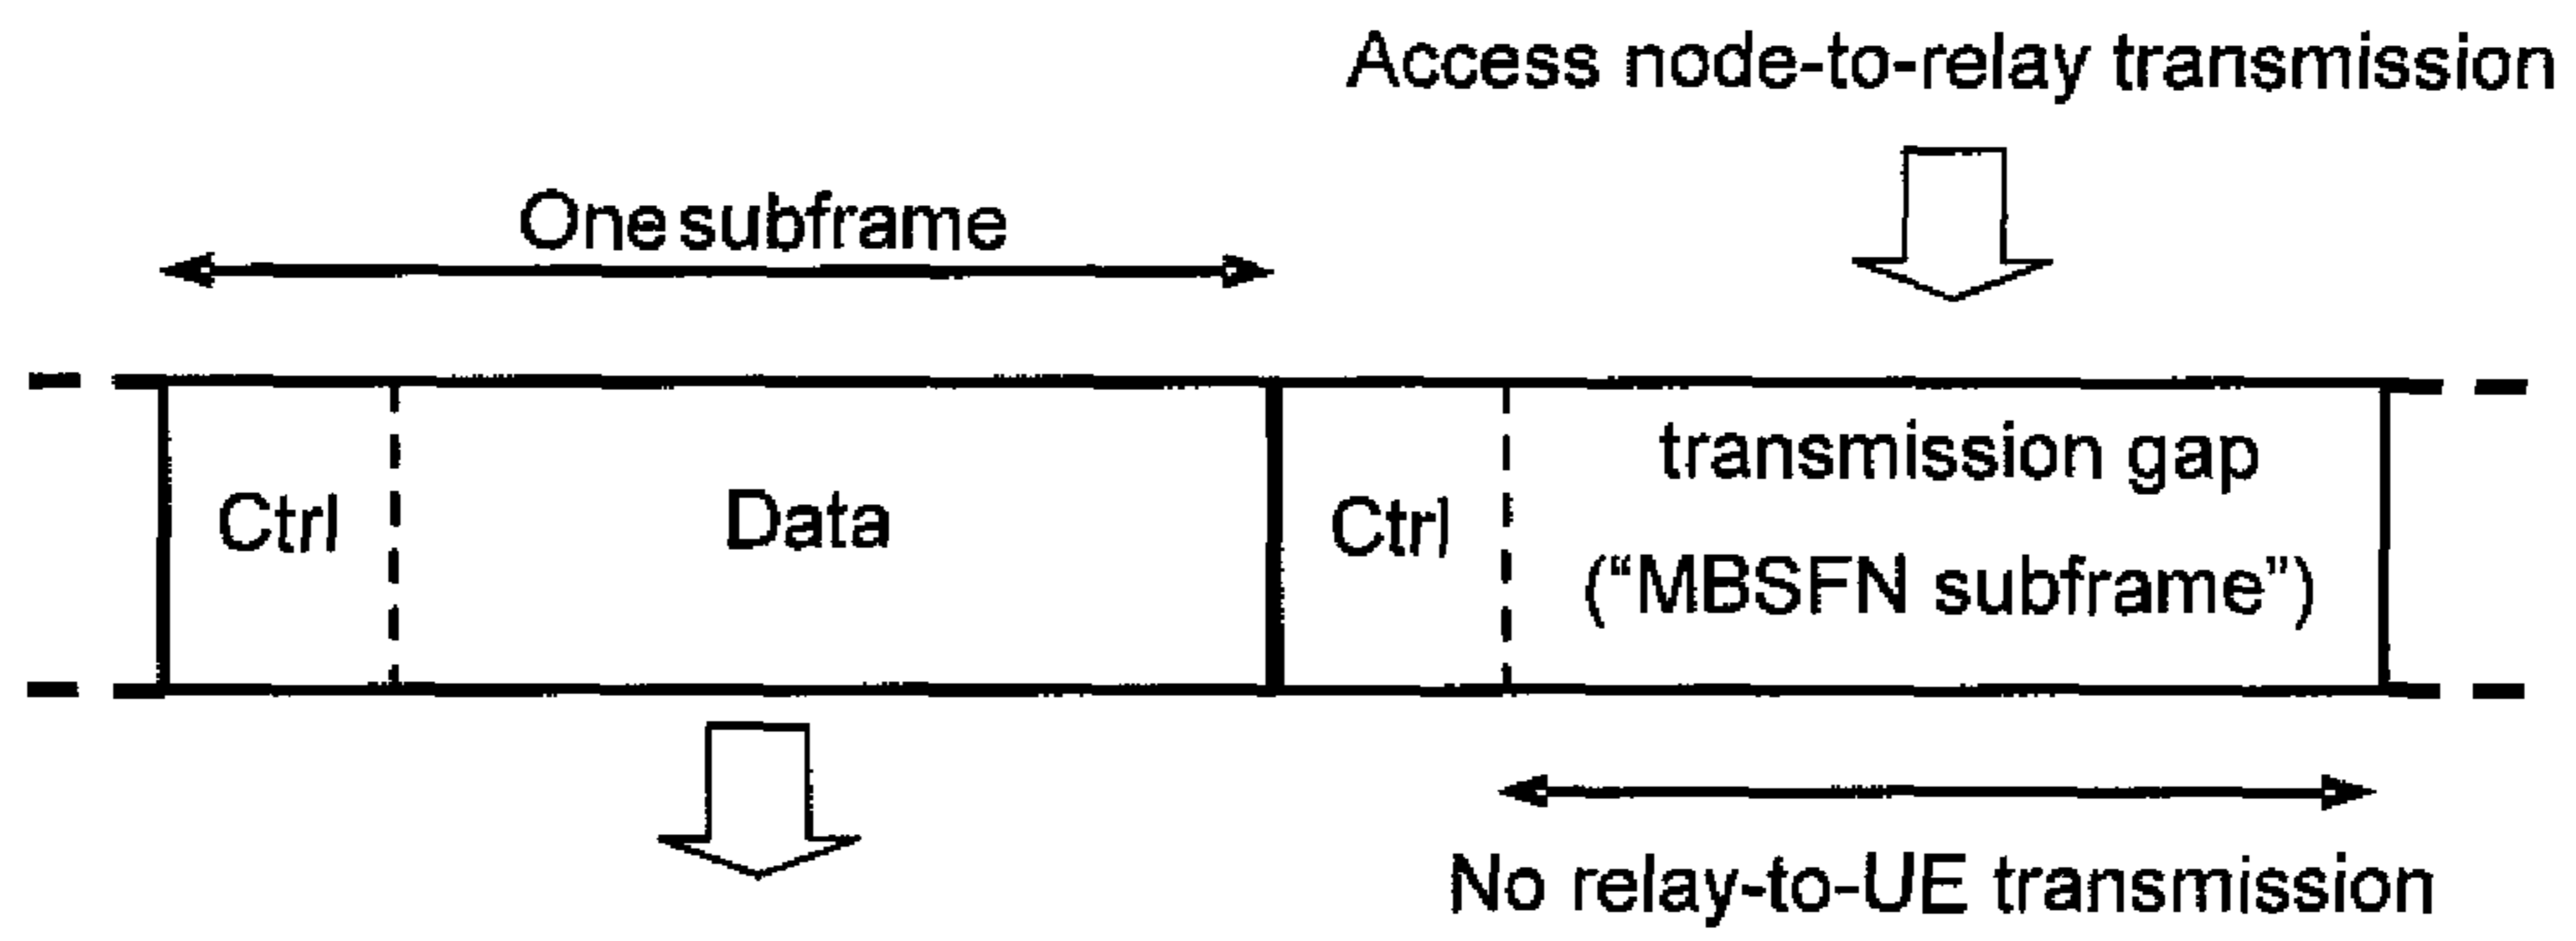 Access node-to-relay transmission
One subframe
Ctrl
Data
Ctrl
transmission gap
(“MBSFN subframe”)
No relay-to-UE transmission